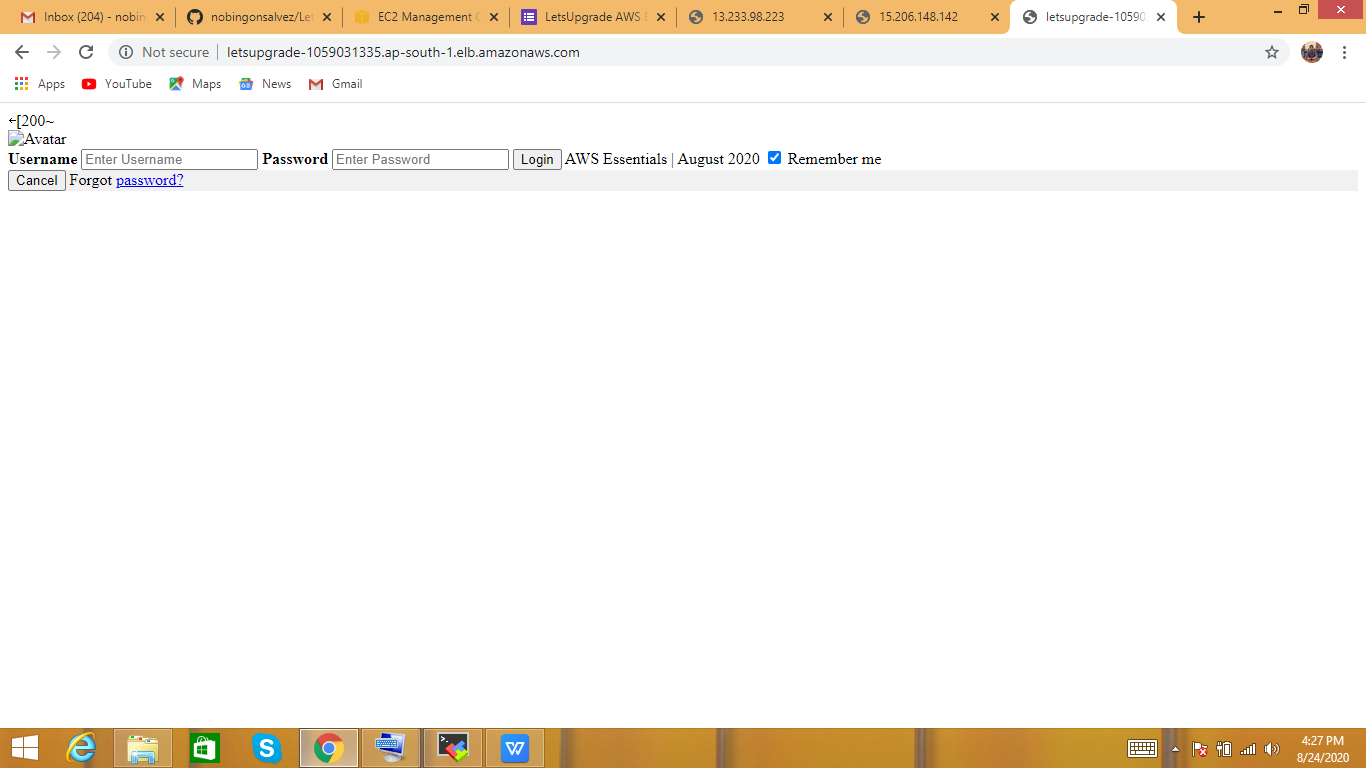 Inbox (204) - nobin
nobingonsalvez/Let
EC2 Management C
LetsUpgrade AWS E
13.233.98.223
15.206.148.142
letsupgrade-10590
Not secure
letsupgrade-1059031335.ap-south-1.elb.amazonaws.com
Apps
YouTube
Maps
News
Gmail
←[200~
Avatar
Username Enter Username Password Enter Password Login AWS Essentials | August 2020 Remember me
Cancel Forgot password?
4:27 PM
8/24/2020